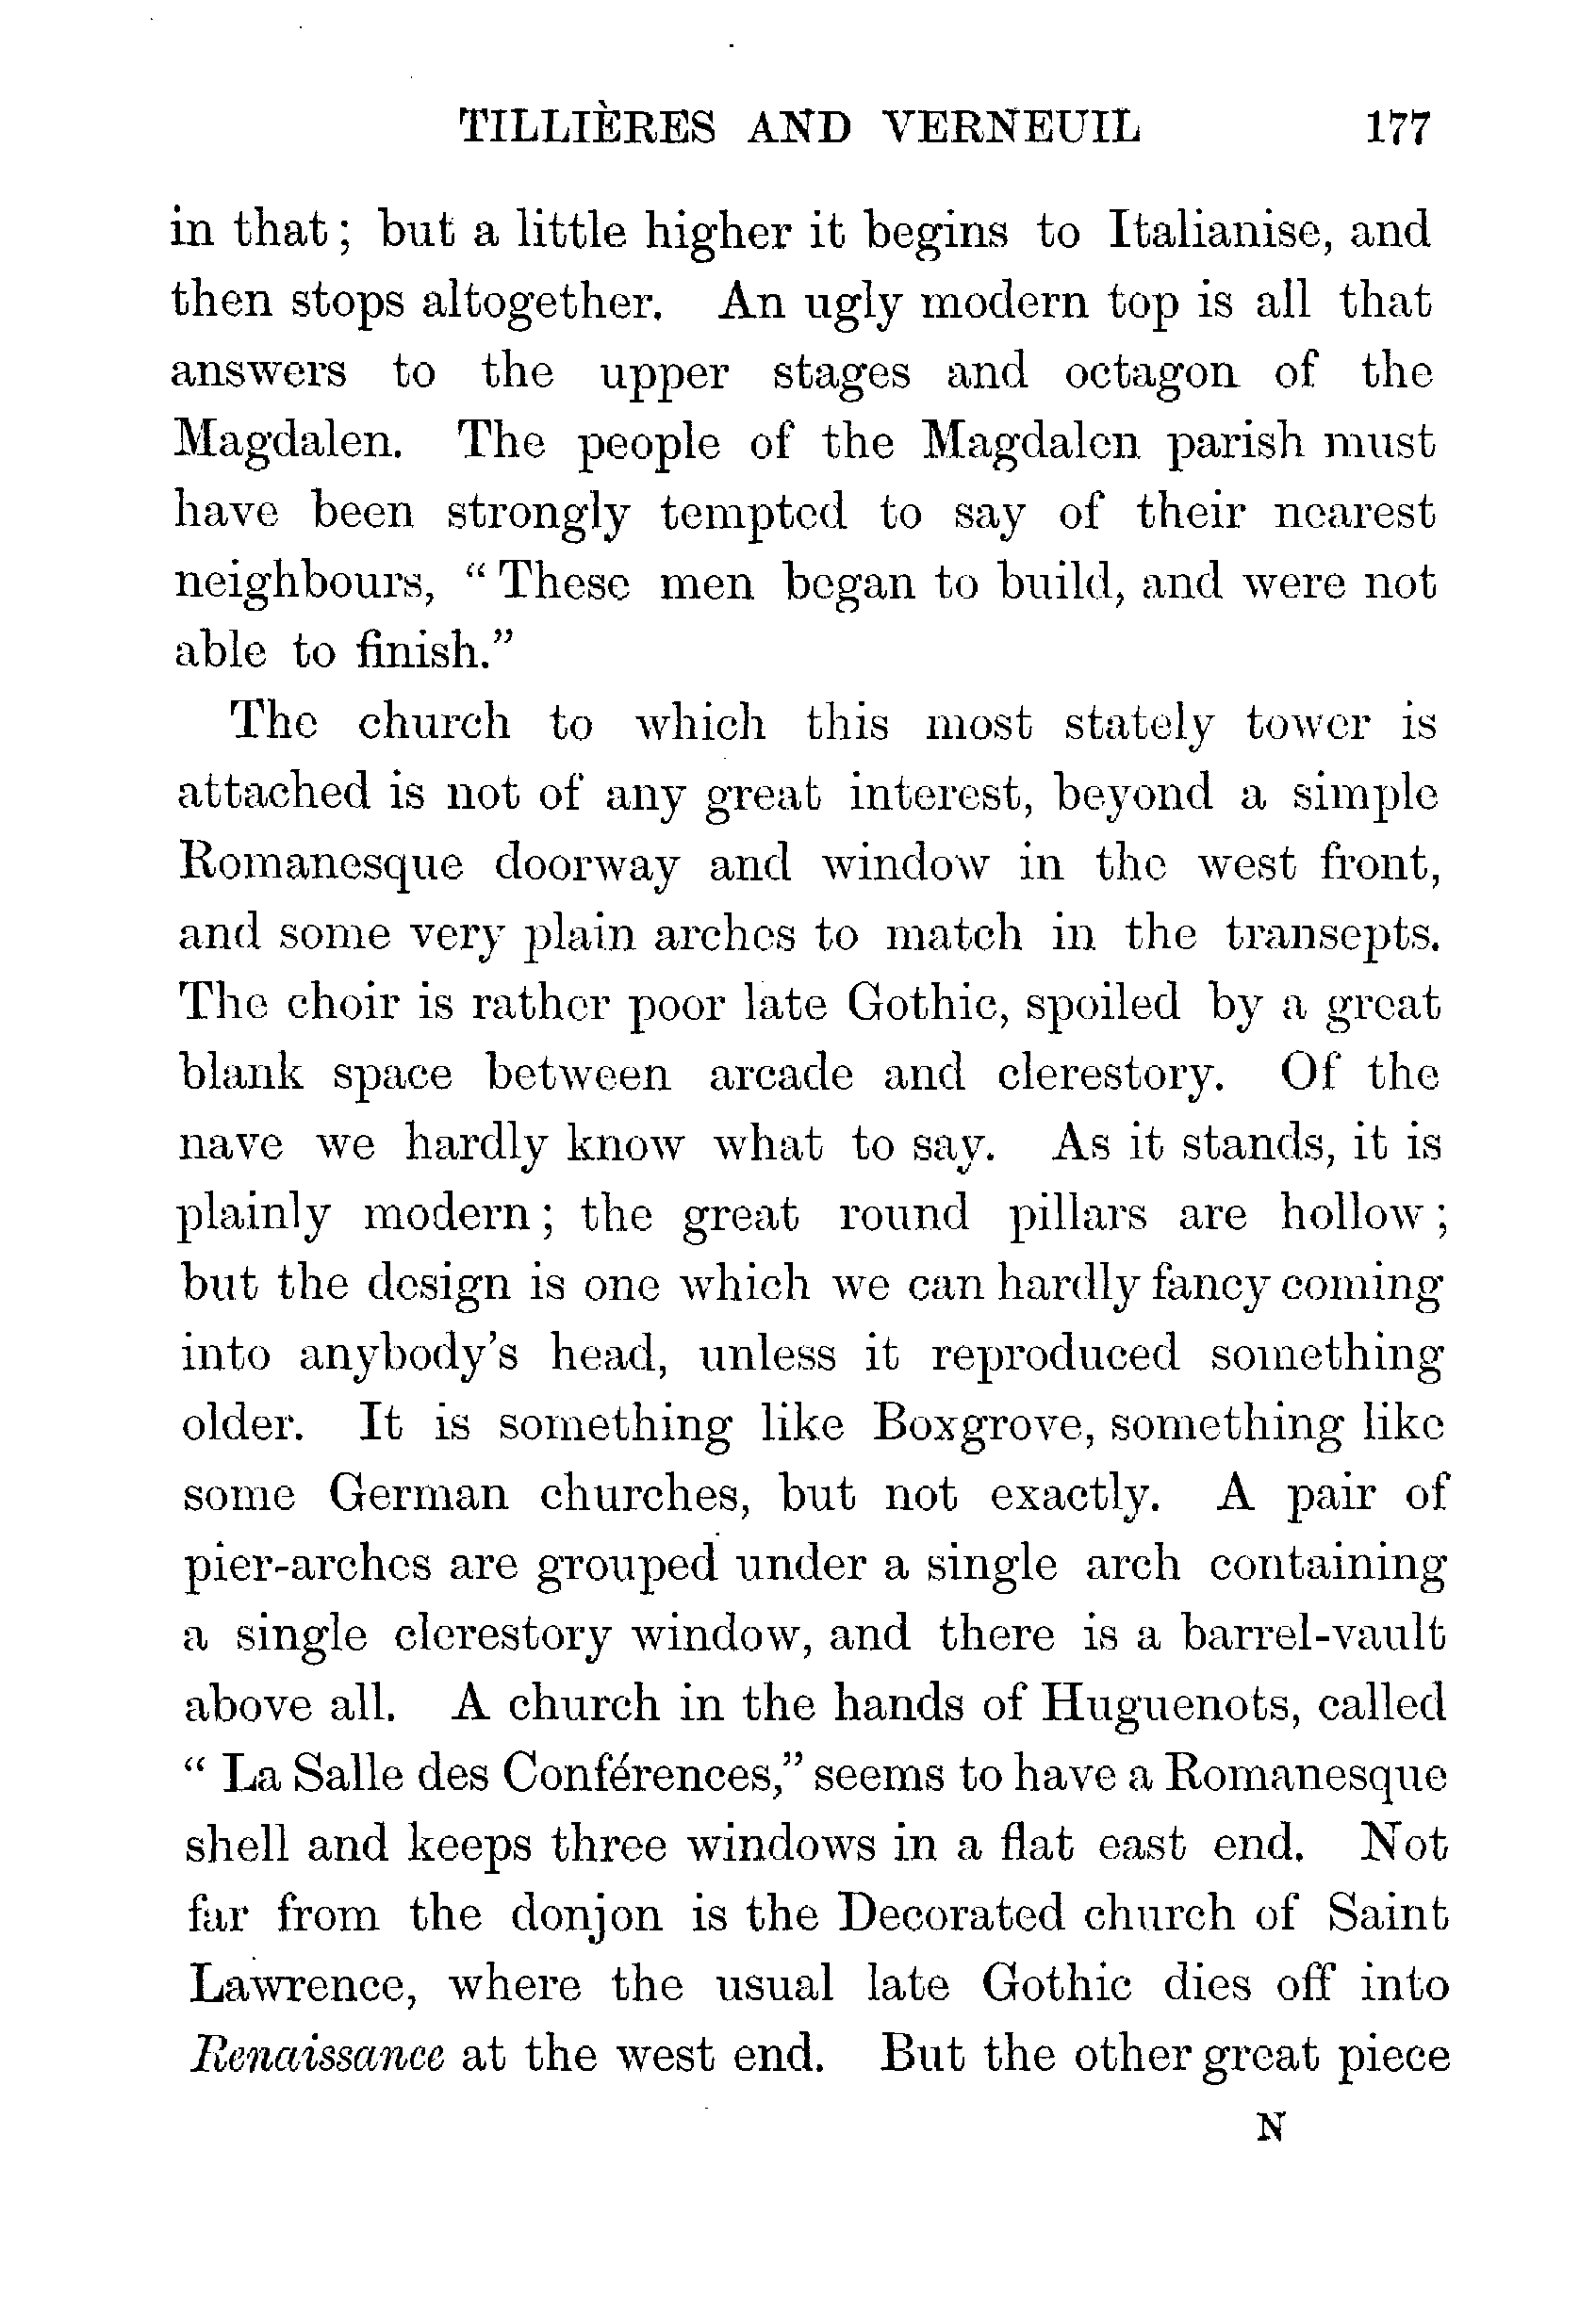 TILLIÈRES AND VERNEUIL 177
in that; but a little higher it begins to Italianise, and
then stops altogether. An ugly modern top is all that
answers to the upper stages and octagon of the
Magdalen. The people of the Magdalen parish must
have been strongly tempted to say of their nearest
neighbours, “These men began to build, and were not
able to finish.”
The church to which this most stately tower is
attached is not of any great interest, beyond a simple
Romanesque doorway and window in the west front,
and some very plain arches to match in the transepts.
The choir is rather poor late Gothic, spoiled by a great
blank space between arcade and clerestory. Of the
nave we hardly know what to say. As it stands, it is
plainly modern; the great round pillars are hollow;
but the design is one which we can hardly fancy coming
into anybody’s head, unless it reproduced something
older. It is something like Boxgrove, something like
some German churches, but not exactly. A pair of
pier-arches are grouped under a single arch containing
a single clerestory window, and there is a barrel-vault
above all. A church in the hands of Huguenots, called
“La Salle des Conférences,” seems to have a Romanesque
shell and keeps three windows in a flat east end. Not
far from the donjon is the Decorated church of Saint
Lawrence, where the usual late Gothic dies off into
Renaissance at the west end. But the other great piece
N